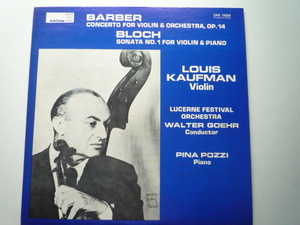 BARBER
CONCERTO FOR VIOLIN & ORCHESTRA, OP. 14
BLOCH
SONATA NO. 1 FOR VIOLIN & PIANO
LOUIS
KAUFMAN
Violin
LUCERNE FESTIVAL
ORCHESTRA
WALTER GOEHR
Conductor
PINA POZZI
Piano